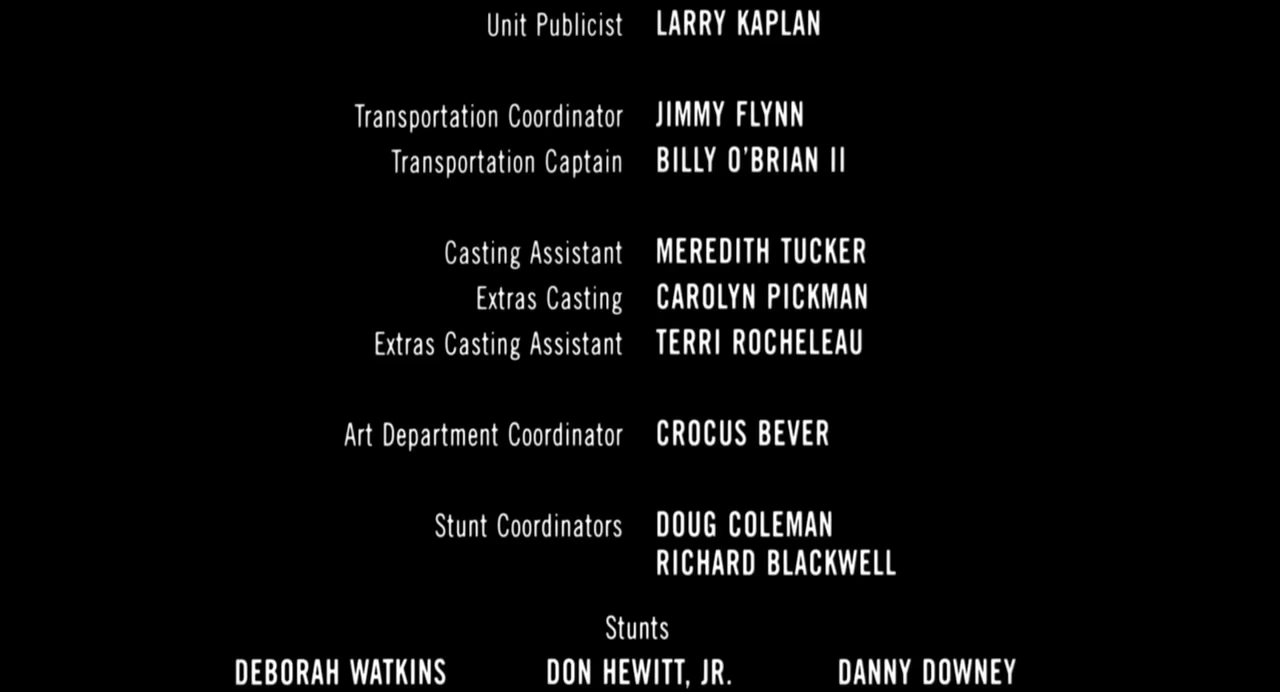 Unit Publicist LARRY KAPLAN
Transportation Coordinator JIMMY FLYNN
Transportation Captain BILLY O'BRIAN II
Casting Assistant MEREDITH TUCKER
Extras Casting CAROLYN PICKMAN
Extras Casting Assistant TERRI ROCHELEAU
Art Department Coordinator CROCUS BEVER
Stunt Coordinators DOUG COLEMAN
RICHARD BLACKWELL
Stunts
DEBORAH WATKINS DON HEWITT, JR. DANNY DOWNEY